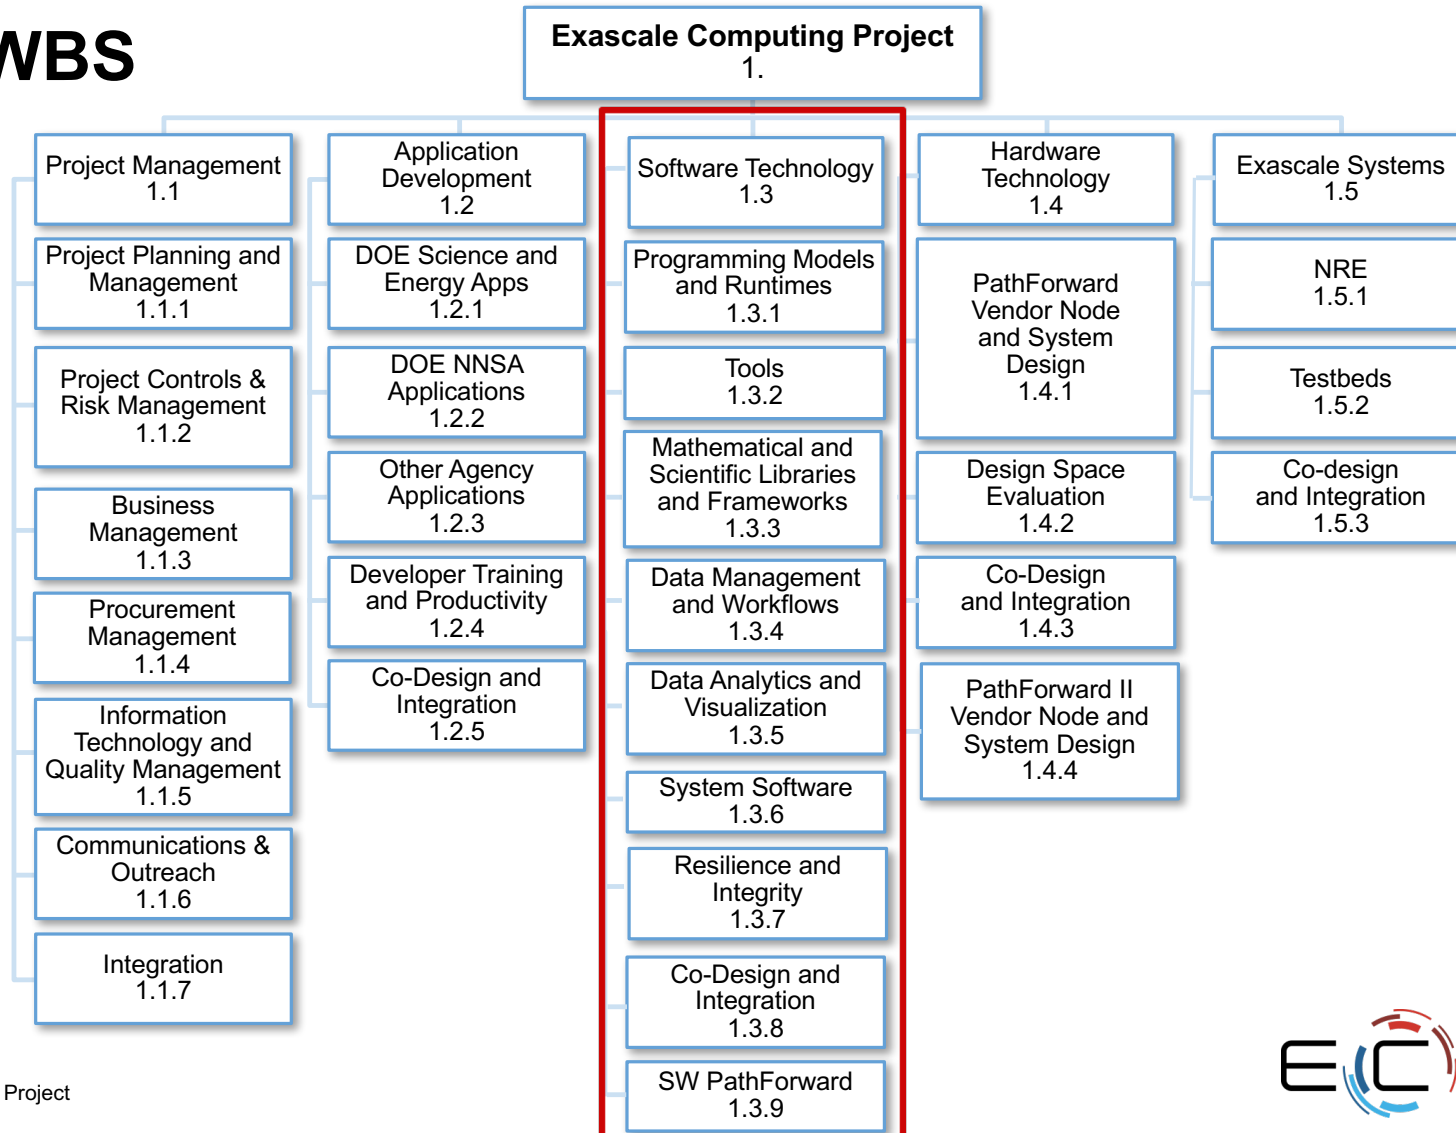 WBS
Exascale Computing Project
1.
Project Management
1.1
Project Planning and
Management
1.1.1
Project Controls &
Risk Management
1.1.2
Business
Management
1.1.3
Procurement
Management
1.1.4
Information
Technology and
Quality Management
1.1.5
Communications &
Outreach
1.1.6
Integration
1.1.7
Application
Development
1.2
DOE Science and
Energy Apps
1.2.1
DOE NNSA
Applications
1.2.2
Other Agency
Applications
1.2.3
Developer Training
and Productivity
1.2.4
Co-Design and
Integration
1.2.5
Software Technology
1.3
Programming Models
and Runtimes
1.3.1
Tools
1.3.2
Mathematical and
Scientific Libraries
and Frameworks
1.3.3
Data Management
and Workflows
1.3.4
Data Analytics and
Visualization
1.3.5
System Software
1.3.6
Resilience and
Integrity
1.3.7
Co-Design and
Integration
1.3.8
SW PathForward
1.3.9
Hardware
Technology
1.4
PathForward
Vendor Node
and System
Design
1.4.1
Design Space
Evaluation
1.4.2
Co-Design
and Integration
1.4.3
PathForward II
Vendor Node and
System Design
1.4.4
Exascale Systems
1.5
NRE
1.5.1
Testbeds
1.5.2
Co-design
and Integration
1.5.3
Project
EC